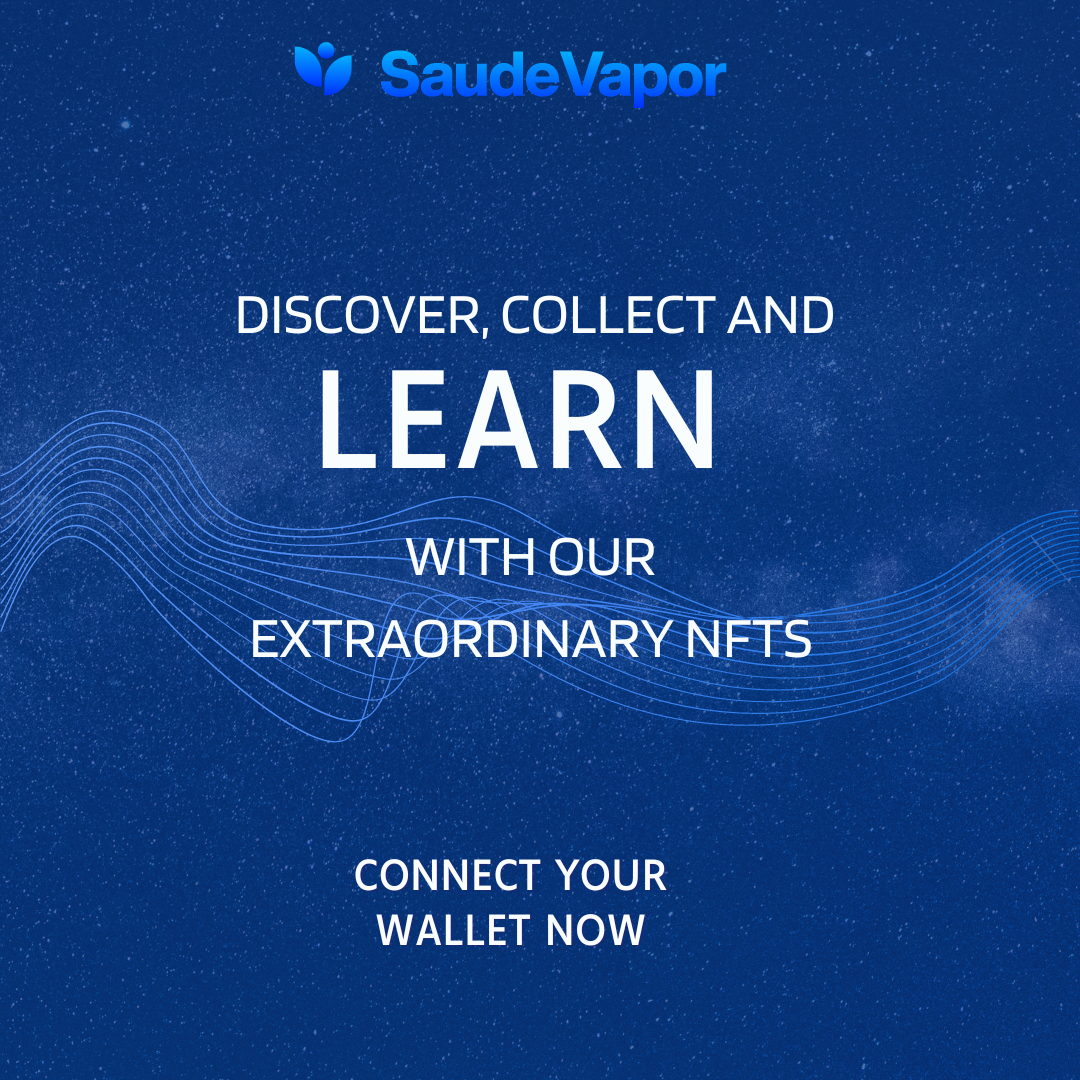 SaudeVapor
DISCOVER, COLLECT AND
LEARN
WITH OUR
EXTRAORDINARY NFTS
CONNECT YOUR
WALLET NOW